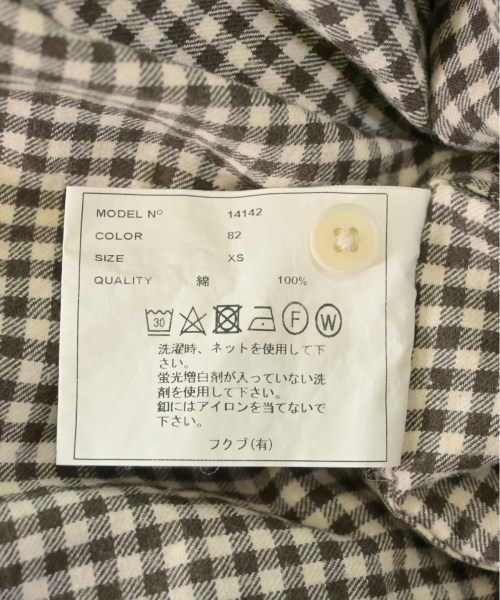 MODEL Nº 14142
COLOR 82
SIZE XS
QUALITY 綿 100%
30 F W
洗濯時、ネットを使用して下
さい。
蛍光増白剤が入っていない洗
剤を使用して下さい。
釦にはアイロンを当てないで
下さい。
フクブ(有)